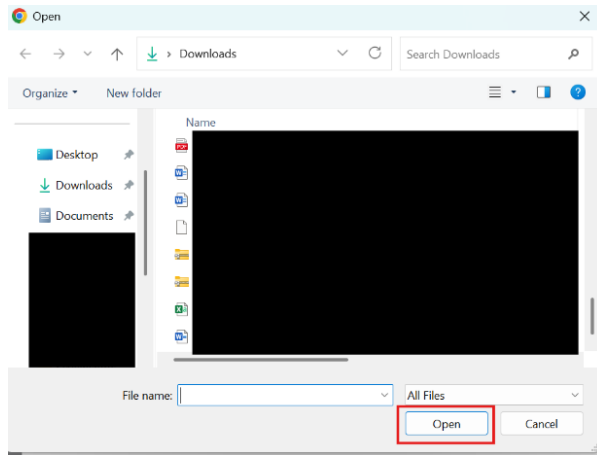 Open
Downloads
Search Downloads
Organize
New folder
Name
Desktop
Downloads
Documents
File name:
All Files
Open
Cancel